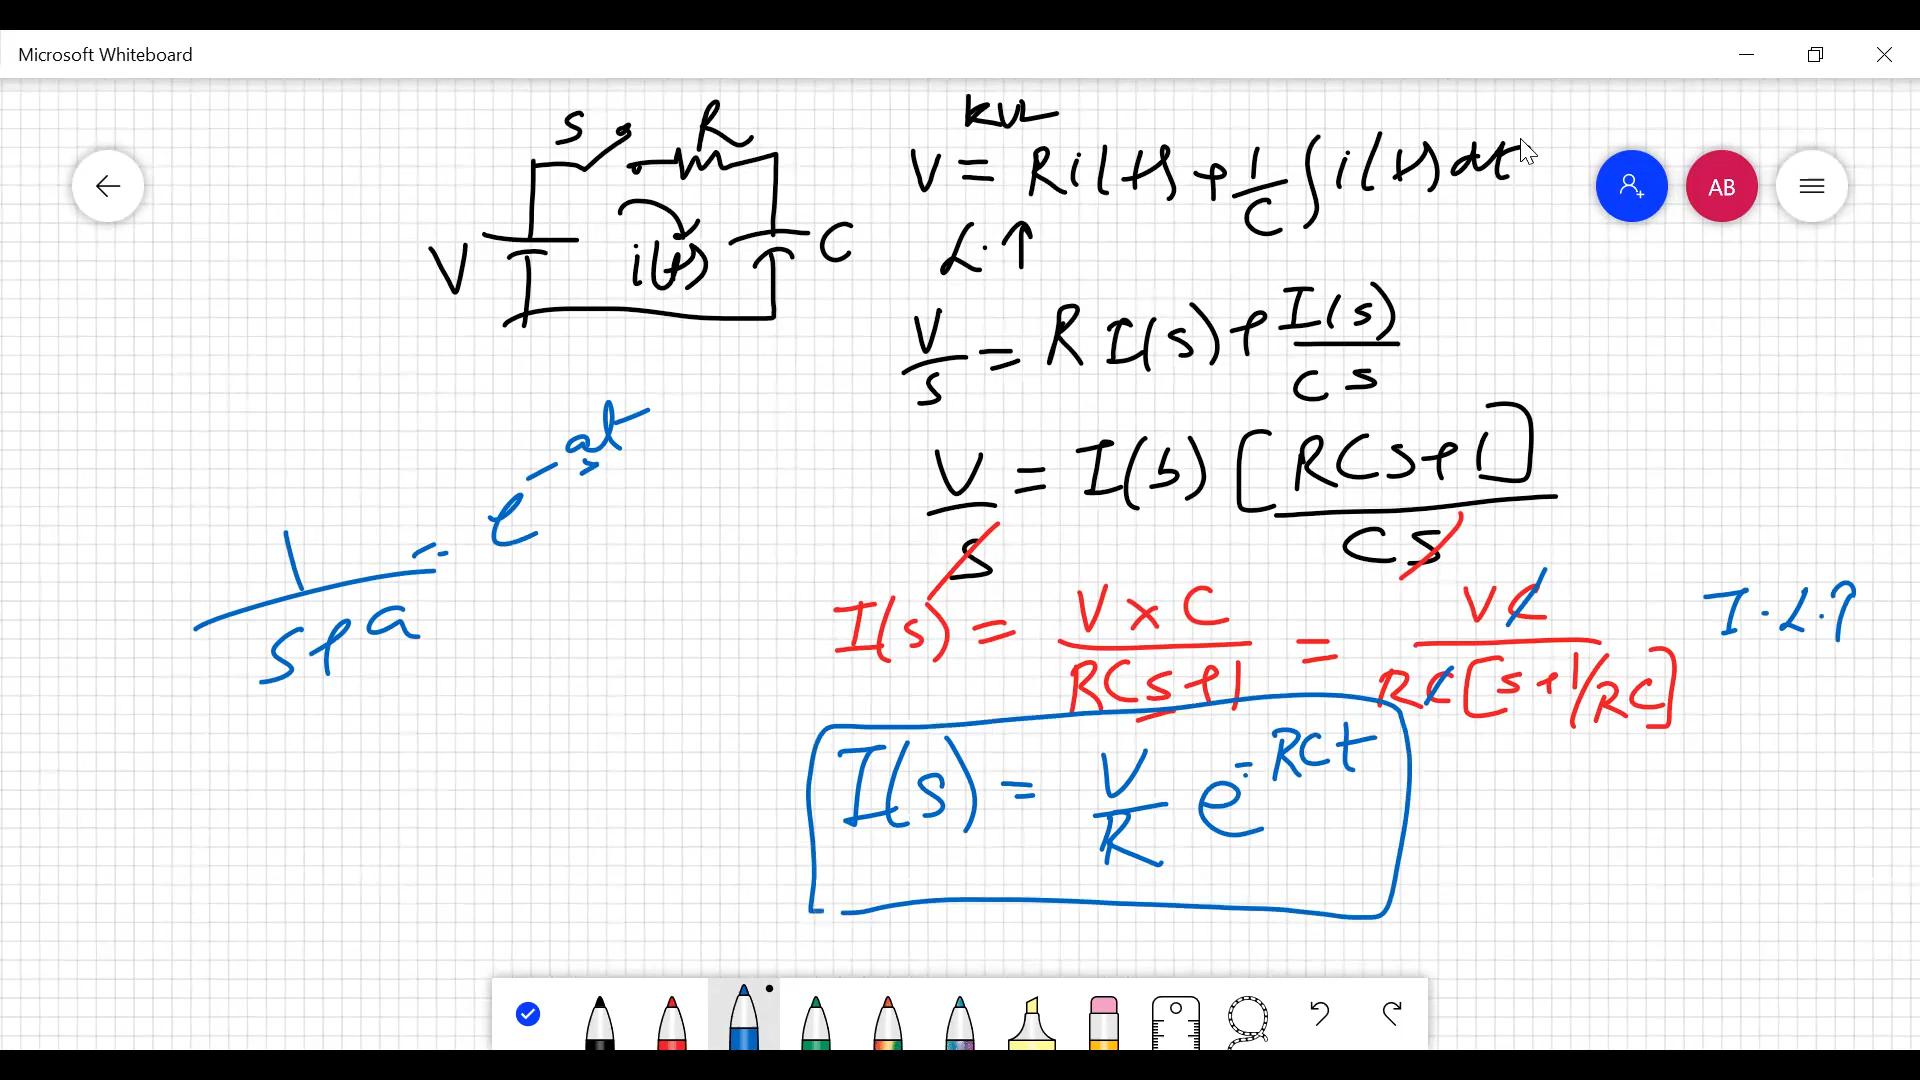 Microsoft Whiteboard
S R
V i(t) C
KVL
V = Ri(t) + 1/C ∫ i(t) dt
L.T
V/s = R I(s) + I(s)/Cs
V/s = I(s) [RCs+1]/Cs
I(s) = V x C/RCs+1 = VC/RC[s+1/RC]
I.L.T
1/s+a = e^-at
I(s) = V/R e^-RCt
AB